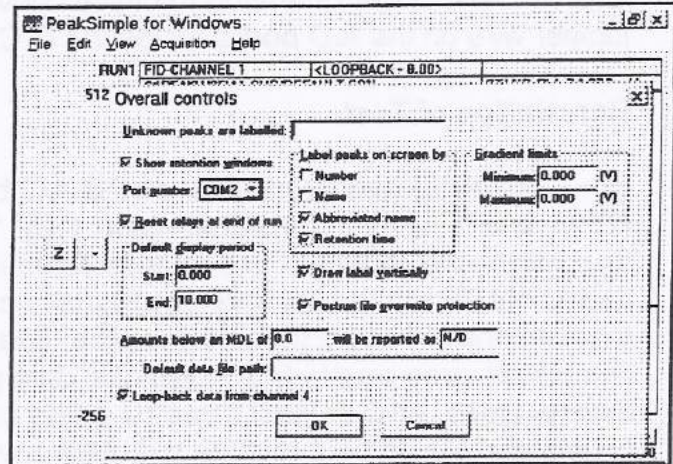 PeakSimple for Windows
File Edit View Acquisition Help
RUN1 FID-CHANNEL 1 <LOOPBACK - 8.00>
512 Overall controls
Unknown peaks are labelled:
Show retention windows
Port number: COM2
Reset relays at end of run
Default display period
Start: 0.000
End: 10.000
Label peaks on screen by
Number
Name
Abbreviated name
Retention time
Gradient limits
Minimum: 0.000 (V)
Maximum: 0.000 (V)
Z -
Draw label vertically
Postrun file overwrite protection
Amounts below an MDL of 0.0 will be reported as N/D
Default data file path:
Loop-back data from channel 4
-256
OK Cancel